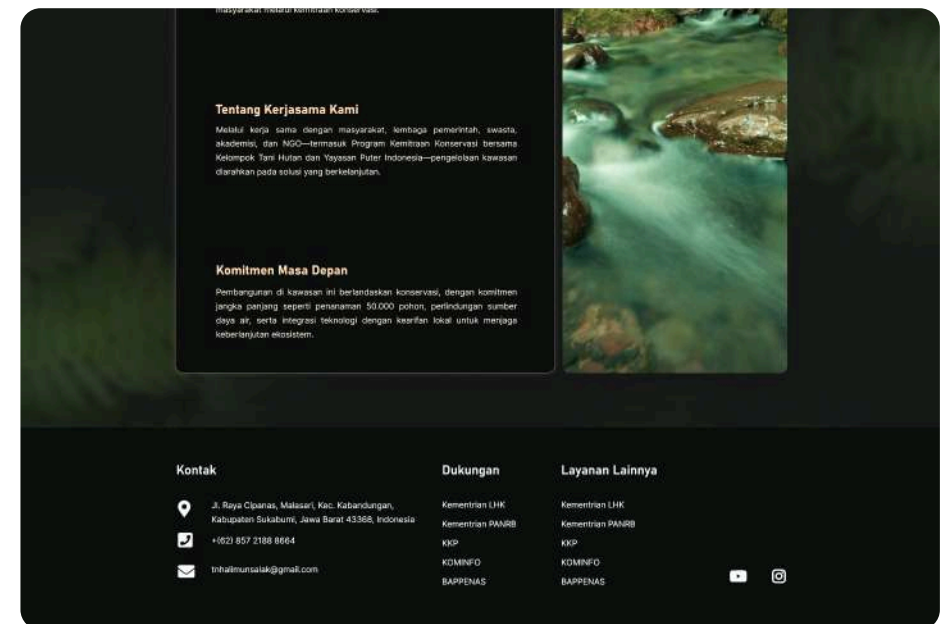 masyarakat melalui kemitraan konservasi.
Tentang Kerjasama Kami
Melalui kerja sama dengan masyarakat, lembaga pemerintah, swasta,
akademisi, dan NGO—termasuk Program Kemitraan Konservasi bersama
Kelompok Tani Hutan dan Yayasan Puter Indonesia—pengelolaan kawasan
diarahkan pada solusi yang berkelanjutan.
Komitmen Masa Depan
Pembangunan di kawasan ini berlandaskan konservasi, dengan komitmen
jangka panjang seperti penanaman 50.000 pohon, perlindungan sumber
daya air, serta integrasi teknologi dengan kearifan lokal untuk menjaga
keberlanjutan ekosistem.
Kontak
Jl. Raya Cipanas, Malasari, Kec. Kabandungan,
Kabupaten Sukabumi, Jawa Barat 43368, Indonesia
+(62) 857 2188 8664
tnhalimunsalak@gmail.com
Dukungan
Kementrian LHK
Kementrian PANRB
KKP
KOMINFO
BAPPENAS
Layanan Lainnya
Kementrian LHK
Kementrian PANRB
KKP
KOMINFO
BAPPENAS